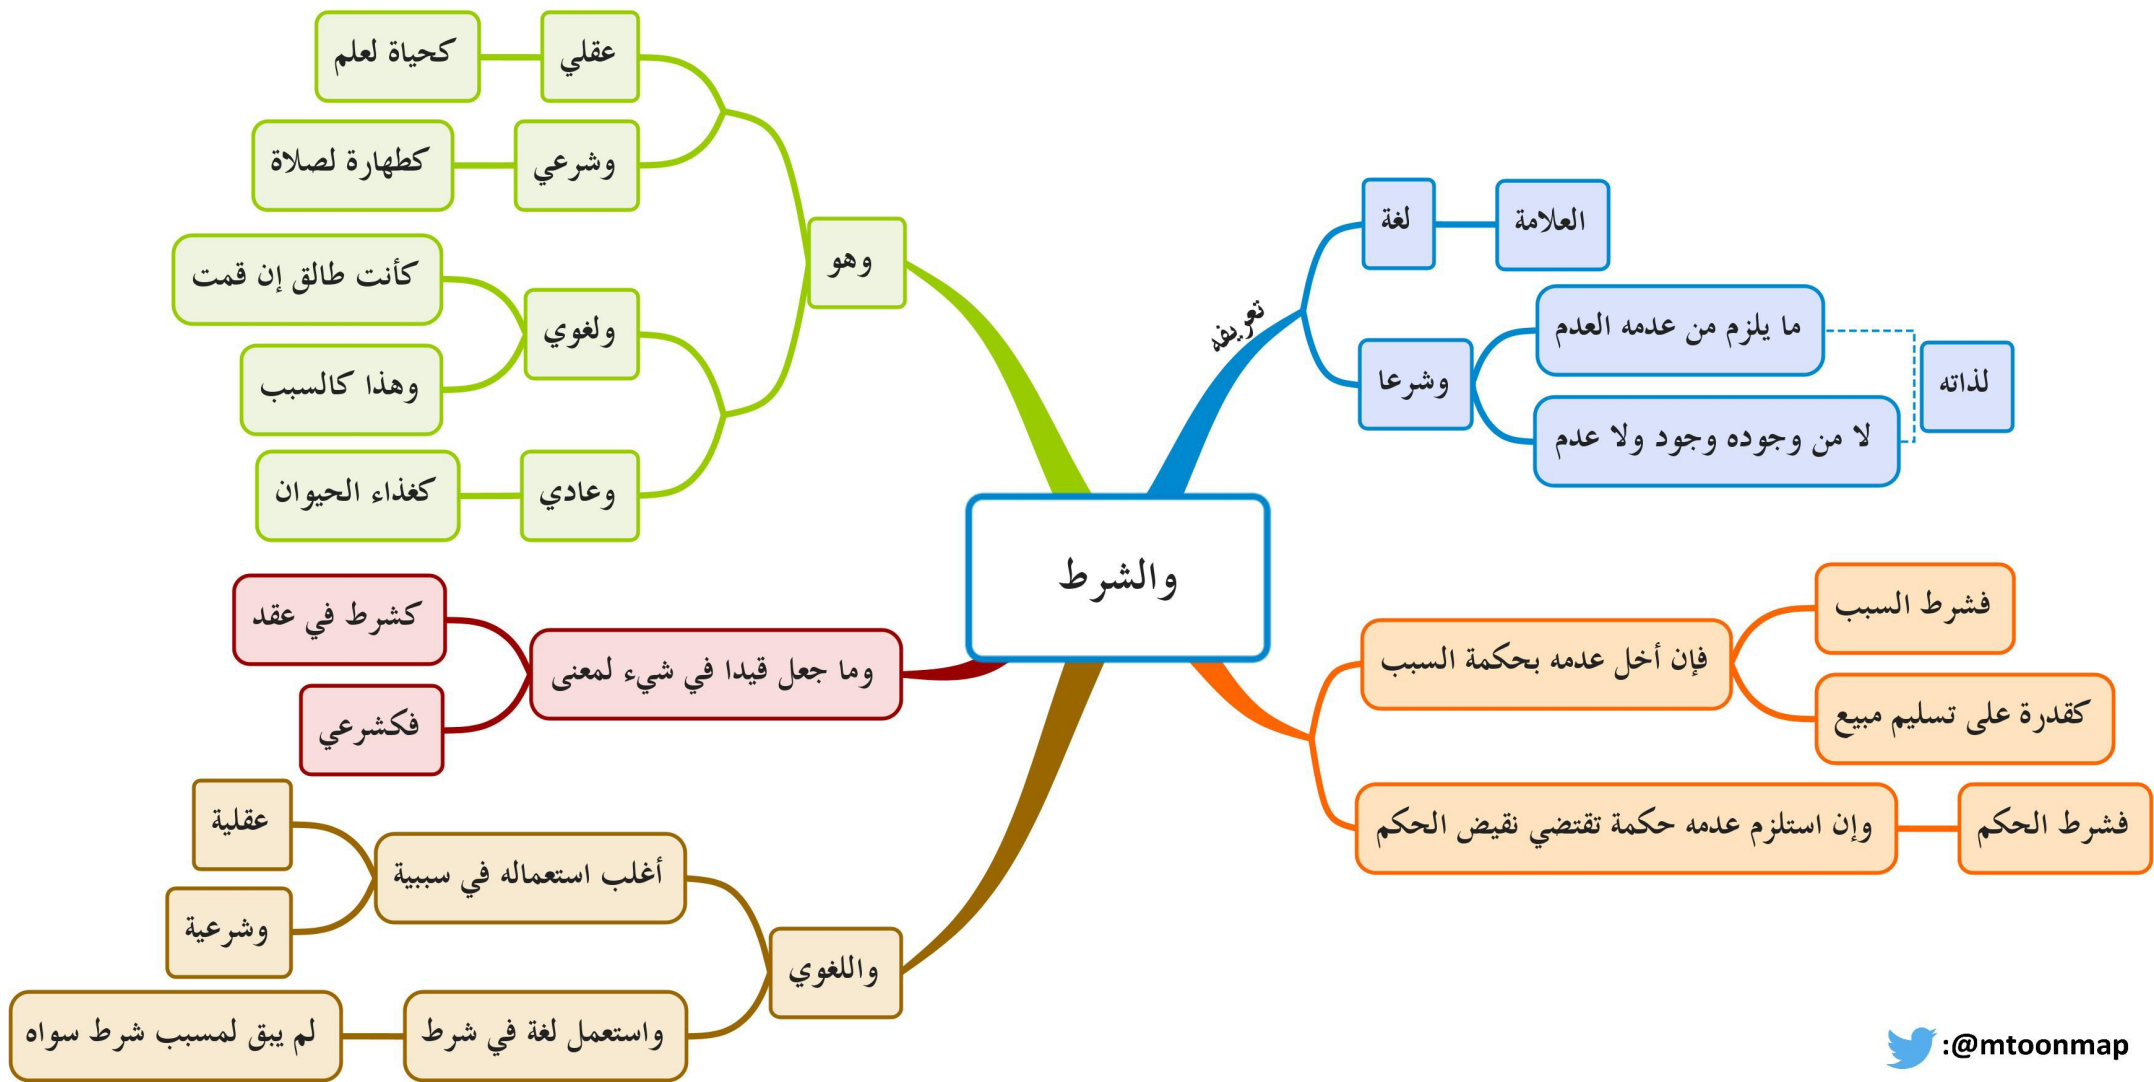 والشرط
تعريفه
لغة
العلامة
وشرعا
ما يلزم من عدمه العدم
لا من وجوده وجود ولا عدم
لذاته
فإن أخل عدمه بحكمة السبب
فشرط السبب
كقدرة على تسليم مبيع
وإن استلزم عدمه حكمة تقتضي نقيض الحكم
فشرط الحكم
وهو
عقلي
كحياة لعلم
وشرعي
كطهارة لصلاة
ولغوي
كأنت طالق إن قمت
وهذا كالسبب
وعادي
كغذاء الحيوان
وما جعل قيدا في شيء لمعنى
كشرط في عقد
فكشرعي
واللغوي
أغلب استعماله في سببية
عقلية
وشرعية
واستعمل لغة في شرط
لم يبق لمسبب شرط سواه
:@mtoonmap